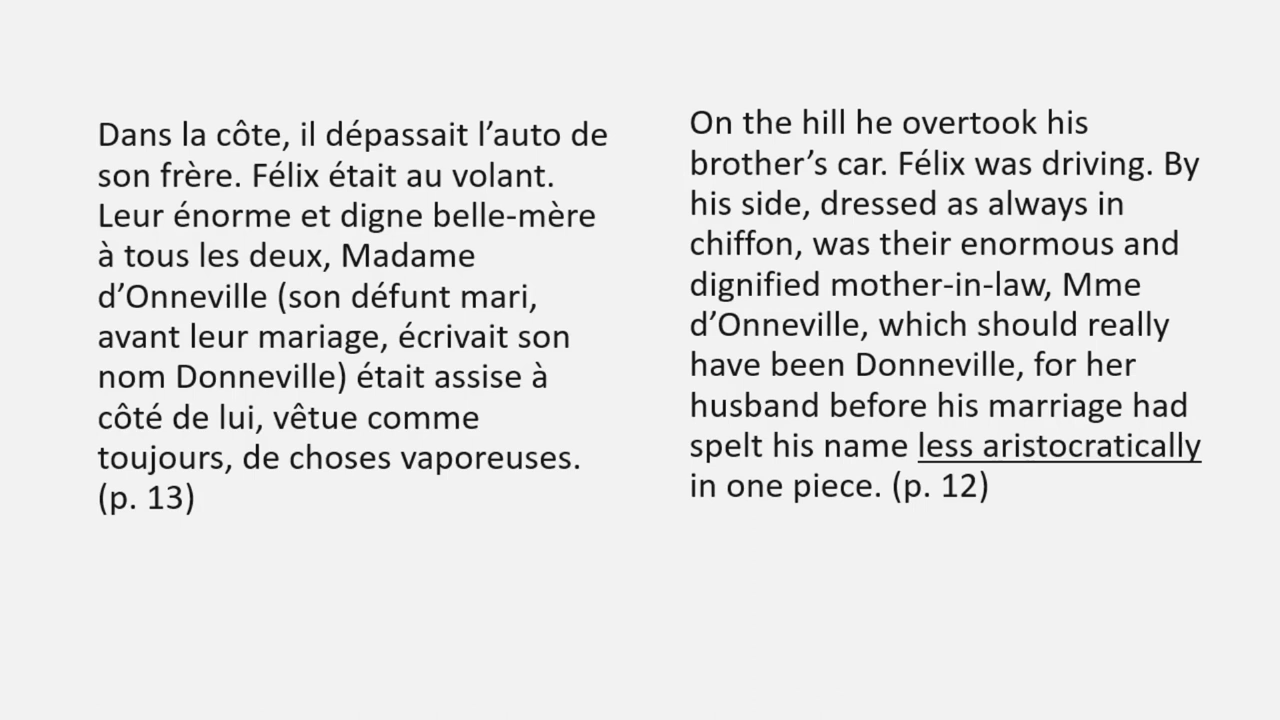 Dans la côte, il dépassait l’auto de
son frère. Félix était au volant.
Leur énorme et digne belle-mère
à tous les deux, Madame
d’Onneville (son défunt mari,
avant leur mariage, écrivait son
nom Donneville) était assise à
côté de lui, vêtue comme
toujours, de choses vaporeuses.
(p. 13)
On the hill he overtook his
brother’s car. Félix was driving. By
his side, dressed as always in
chiffon, was their enormous and
dignified mother-in-law, Mme
d’Onneville, which should really
have been Donneville, for her
husband before his marriage had
spelt his name less aristocratically
in one piece. (p. 12)